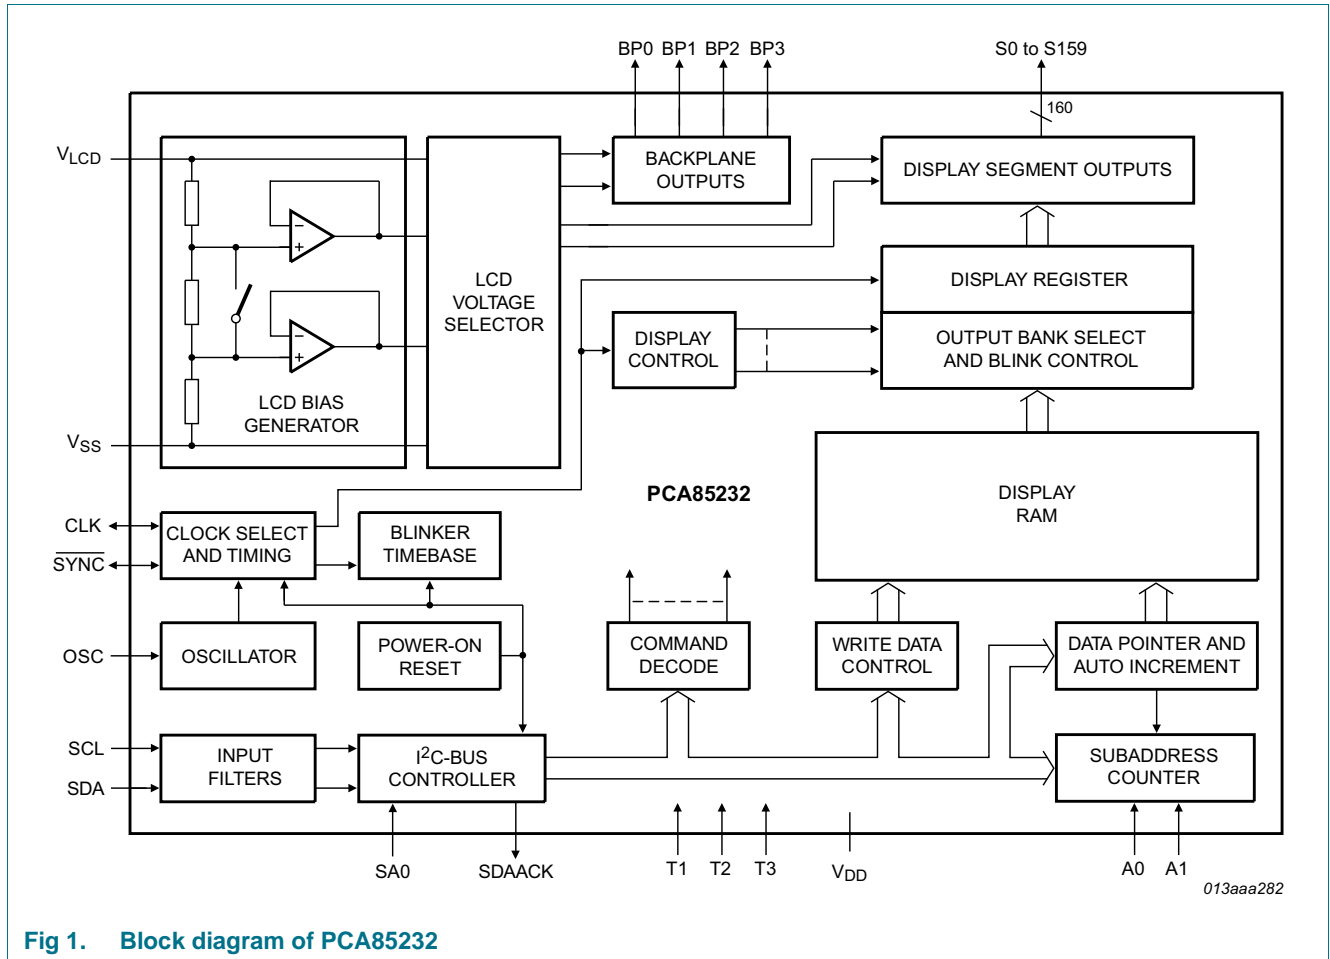 BP0 BP1 BP2 BP3
S0 to S159
160
VLCD
BACKPLANE
OUTPUTS
DISPLAY SEGMENT OUTPUTS
−
+
LCD
VOLTAGE
SELECTOR
DISPLAY REGISTER
−
+
DISPLAY
CONTROL
OUTPUT BANK SELECT
AND BLINK CONTROL
LCD BIAS
GENERATOR
VSS
PCA85232
DISPLAY
RAM
CLK
SYNC
CLOCK SELECT
AND TIMING
BLINKER
TIMEBASE
OSC
OSCILLATOR
POWER-ON
RESET
COMMAND
DECODE
WRITE DATA
CONTROL
DATA POINTER AND
AUTO INCREMENT
SCL
SDA
INPUT
FILTERS
I2C-BUS
CONTROLLER
SUBADDRESS
COUNTER
SA0
SDAACK
T1
T2
T3
VDD
A0
A1
013aaa282
Fig 1. Block diagram of PCA85232